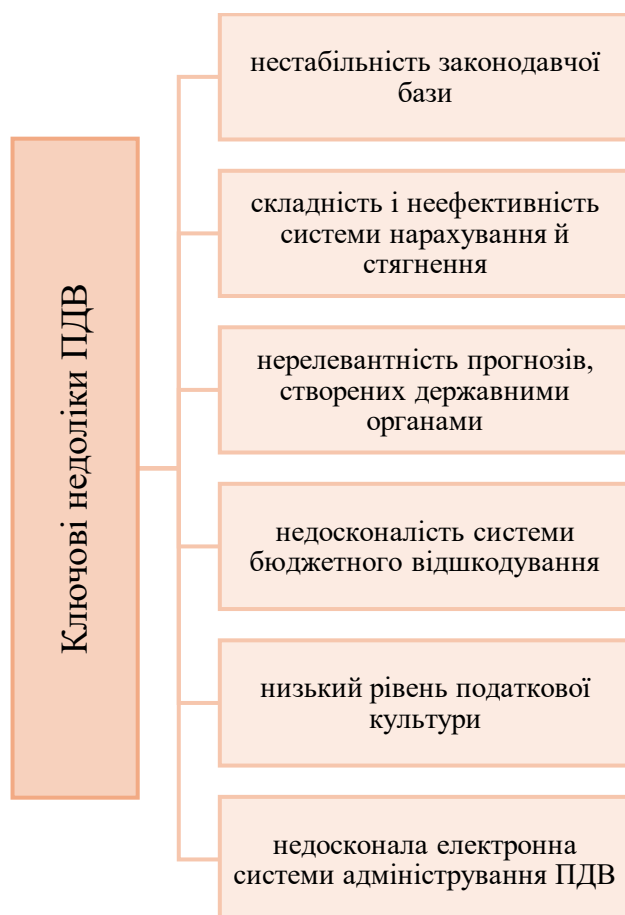 Ключові недоліки ПДВ
нестабільність законодавчої
бази
складність і неефективність
системи нарахування й
стягнення
нерелевантність прогнозів,
створених державними
органами
недосконалість системи
бюджетного відшкодування
низький рівень податкової
культури
недосконала електронна
системи адміністрування ПДВ